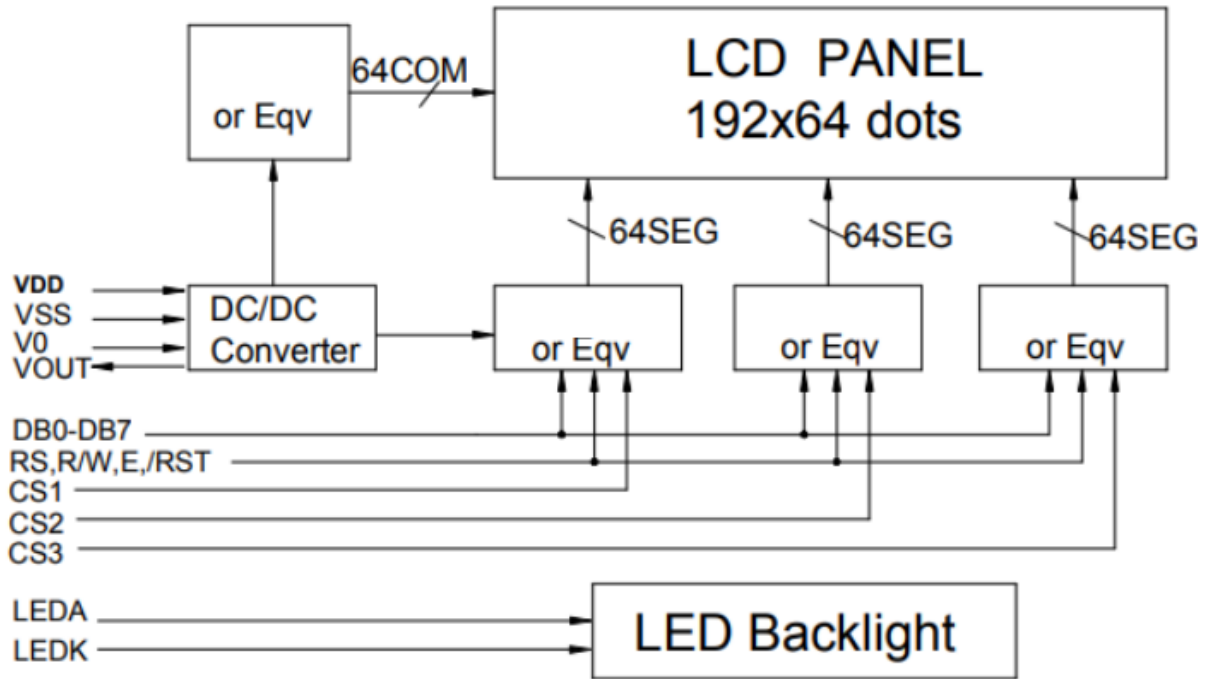 LCD PANEL
192x64 dots
64COM
or Eqv
64SEG
64SEG
64SEG
VDD
VSS
V0
VOUT
DC/DC
Converter
or Eqv
or Eqv
or Eqv
DB0-DB7
RS,R/W,E,/RST
CS1
CS2
CS3
LEDA
LEDK
LED Backlight